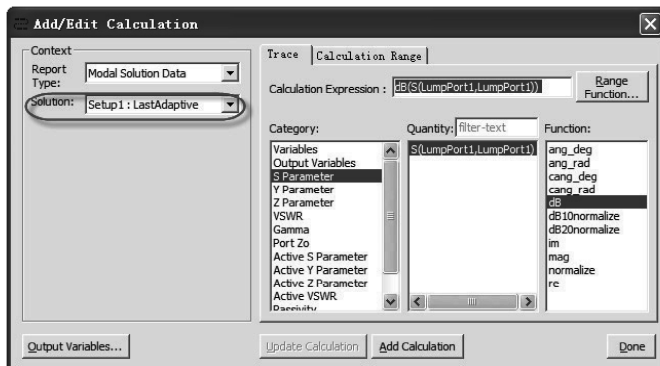 Add/Edit Calculation
Context
Report Type: Modal Solution Data
Solution: Setup1 : LastAdaptive
Trace Calculation Range
Calculation Expression : dB(S(LumpPort1,LumpPort1))
Range Function...
Category:
Variables
Output Variables
S Parameter
Y Parameter
Z Parameter
VSWR
Gamma
Port Zo
Active S Parameter
Active Y Parameter
Active Z Parameter
Active VSWR
Passivity
Quantity: filter-text
S(LumpPort1,LumpPort1)
Function:
ang_deg
ang_rad
cang_deg
cang_rad
dB
dB10normalize
dB20normalize
im
mag
normalize
re
Output Variables...
Update Calculation
Add Calculation
Done